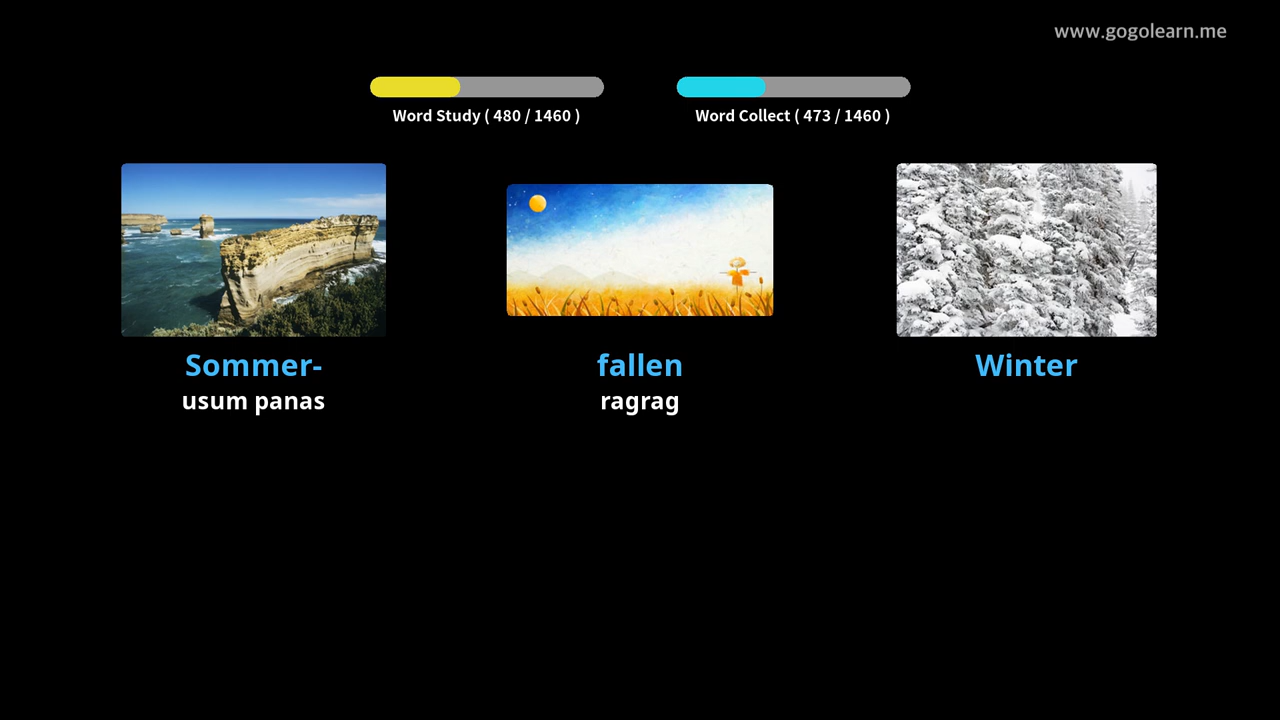 www.gogolearn.me
Word Study ( 480 / 1460 )
Word Collect ( 473 / 1460 )
Sommer-
usum panas
fallen
ragrag
Winter